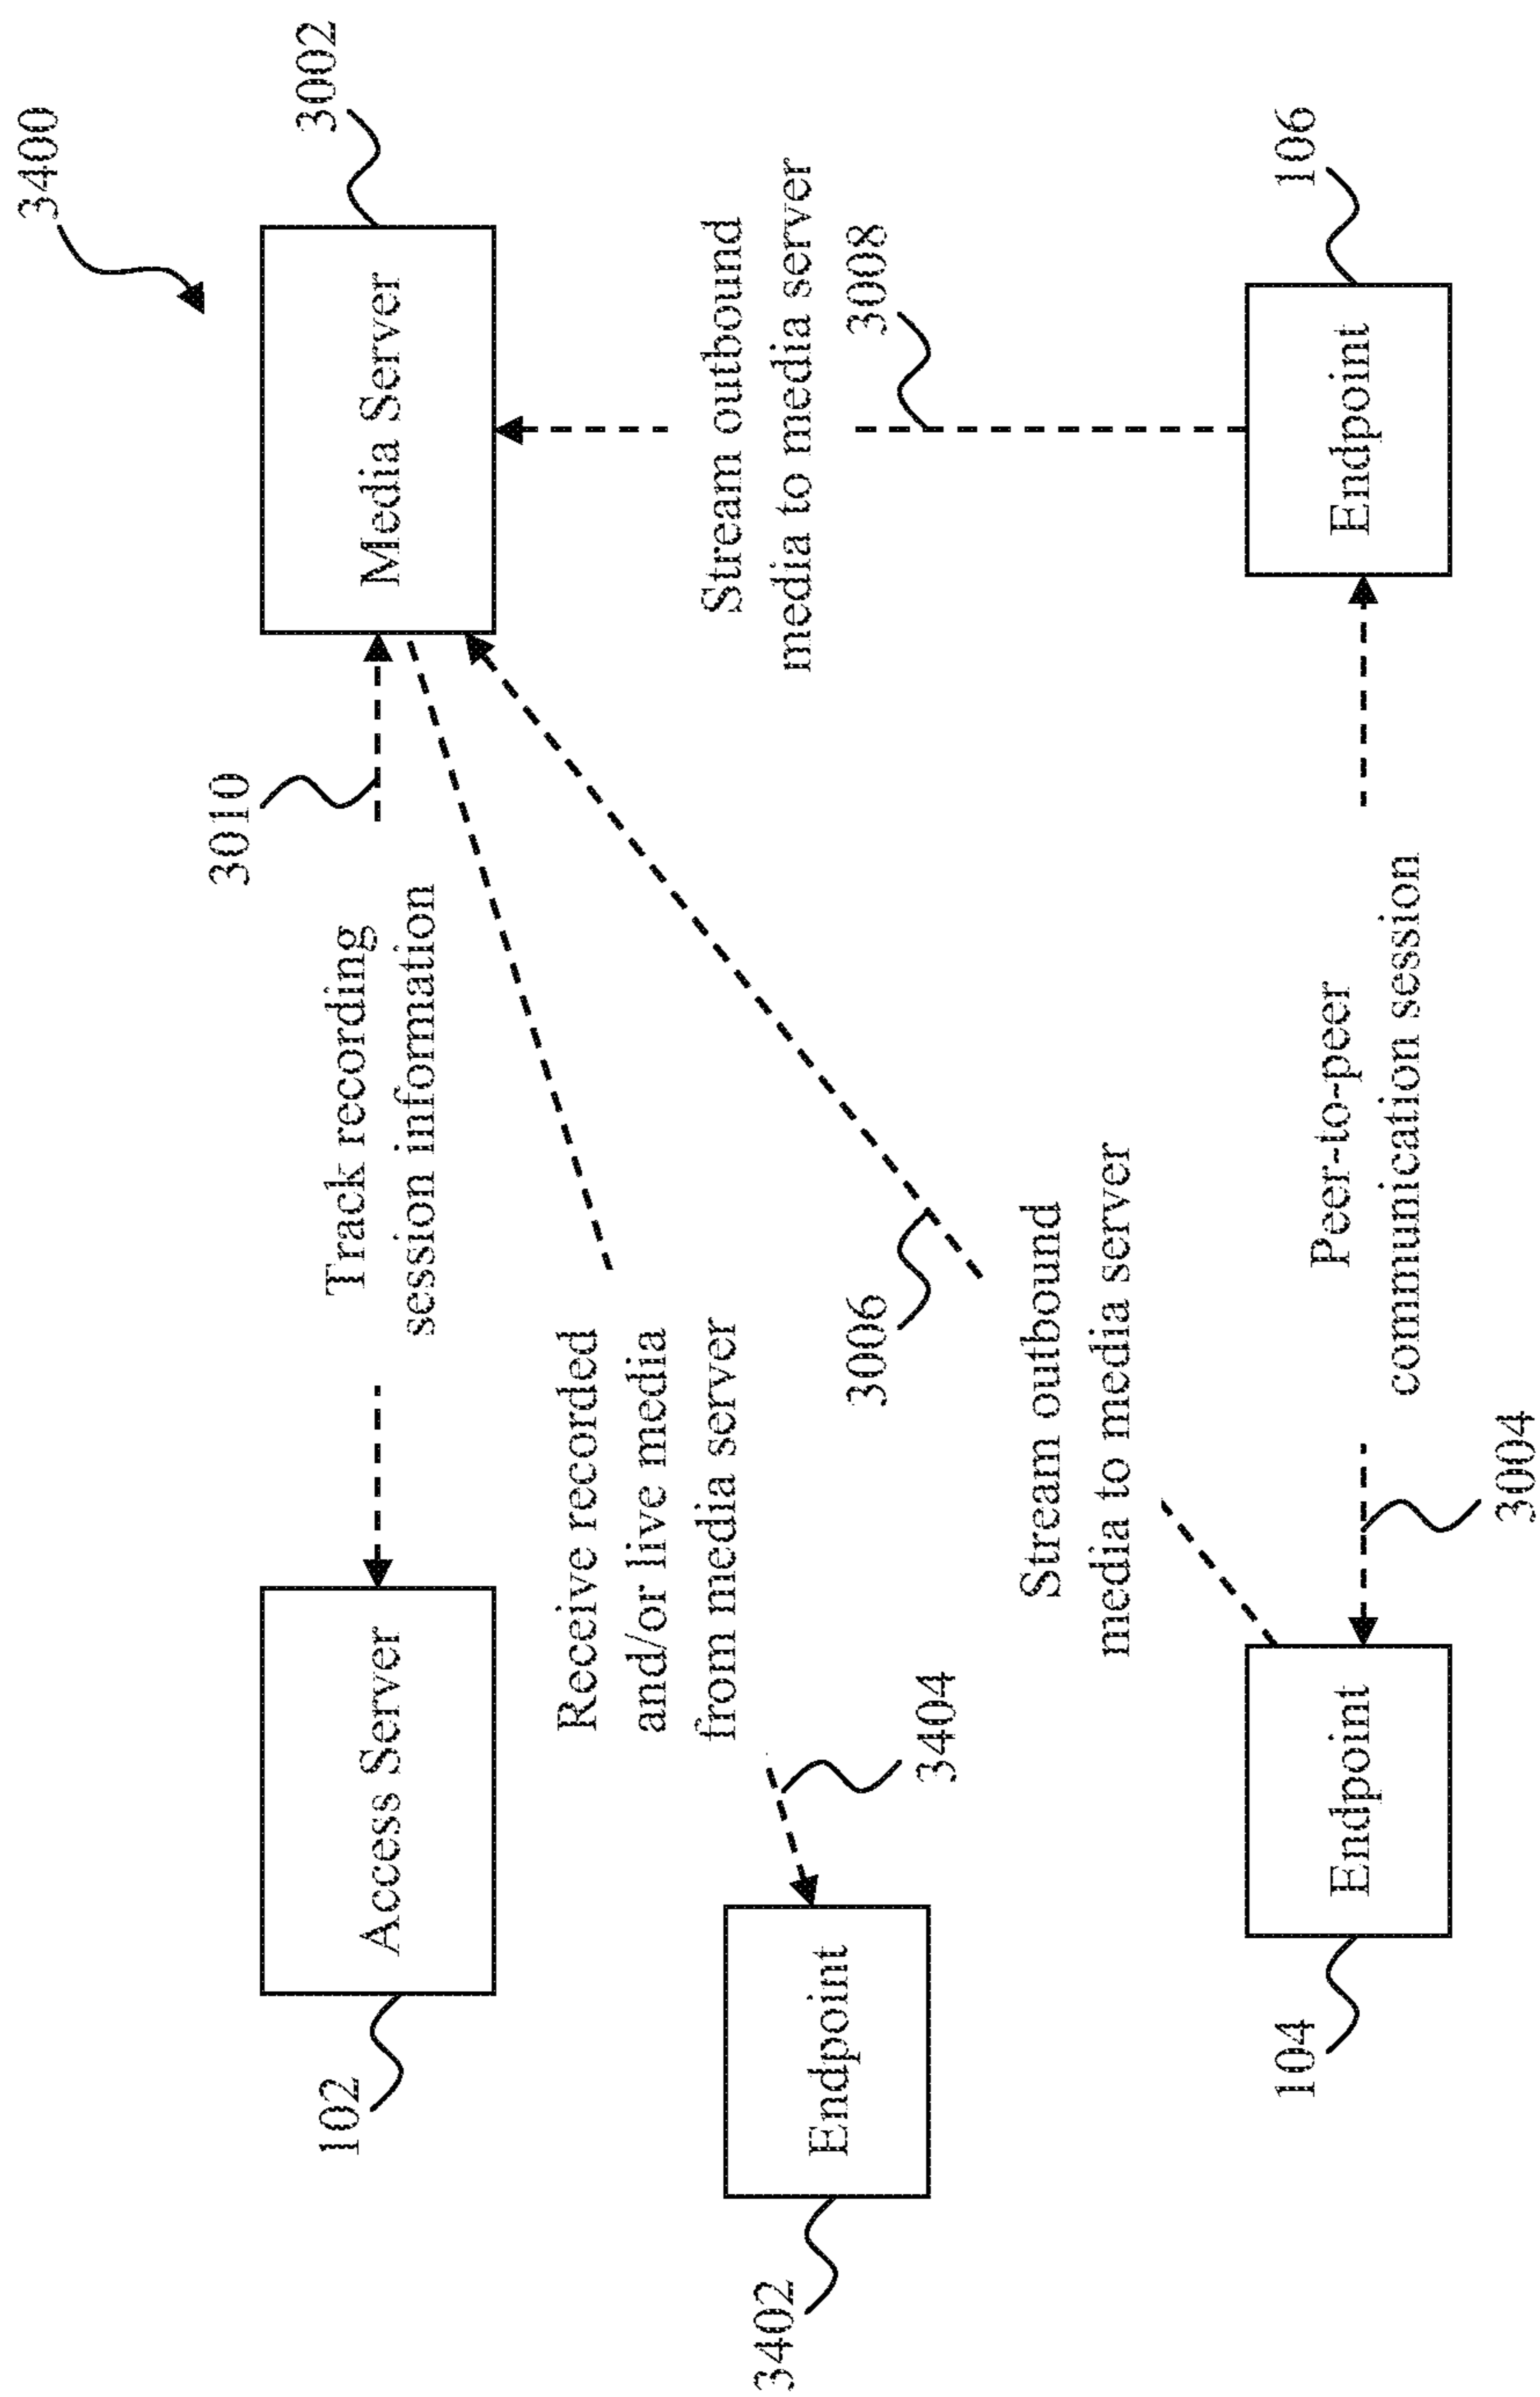 3400
102
Access Server
Track recording
session information
3010
Media Server
3002
3402
Endpoint
Receive recorded
and/or live media
from media server
3404
Stream outbound
media to media server
3008
3006
Stream outbound
media to media server
104
Endpoint
Peer-to-peer
communication session
3004
Endpoint
106